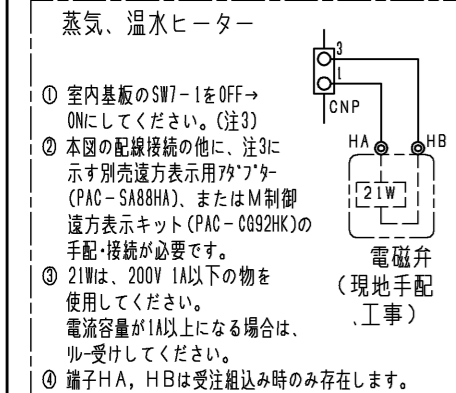 蒸気、温水ヒーター
① 室内基板のSW7-1をOFF→
ONにしてください。(注3)
② 本図の配線接続の他に、注3に
示す別売遠方表示用ｱﾀﾞﾌﾟﾀｰ
(PAC-SA88HA)、またはM制御
遠方表示キット(PAC-CG92HK)の
手配・接続が必要です。
③ 21Wは、200V 1A以下の物を
使用してください。
電流容量が1A以上になる場合は、
ﾘﾚｰ受けしてください。
④ 端子HA, HBは受注組込み時のみ存在します。
3
1
CNP
HA
HB
21W
電磁弁
(現地手配
、工事)